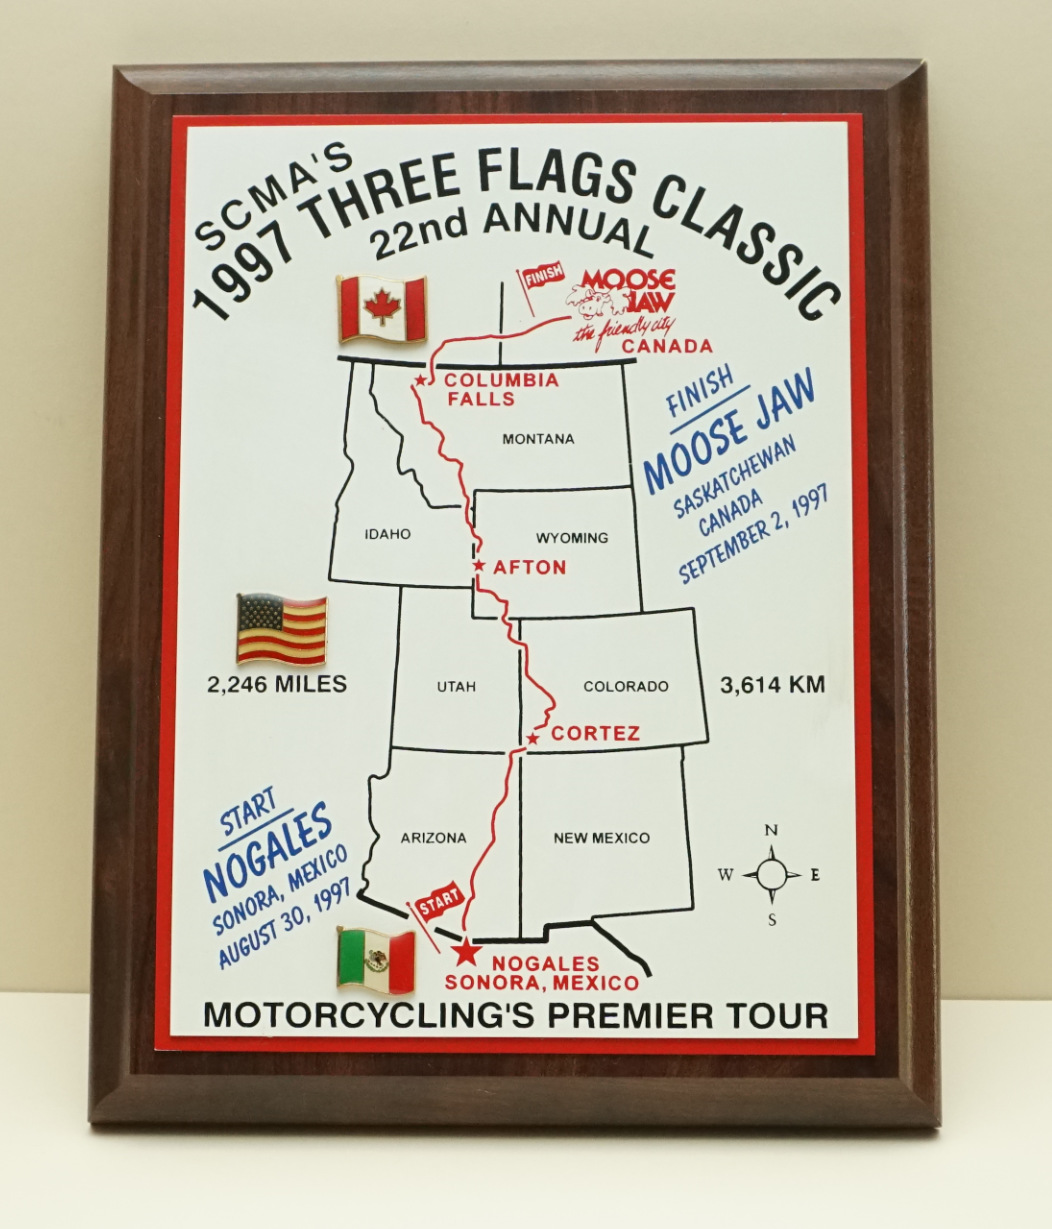 SCMA'S
1997 THREE FLAGS CLASSIC
22nd ANNUAL
FINISH
MOOSE
JAW
the friendly city
CANADA
COLUMBIA
FALLS
MONTANA
FINISH
MOOSE JAW
SASKATCHEWAN
CANADA
SEPTEMBER 2, 1997
IDAHO
WYOMING
AFTON
2,246 MILES
UTAH
COLORADO
3,614 KM
CORTEZ
START
NOGALES
SONORA, MEXICO
AUGUST 30, 1997
ARIZONA
NEW MEXICO
N
W
E
S
START
NOGALES
SONORA, MEXICO
MOTORCYCLING'S PREMIER TOUR